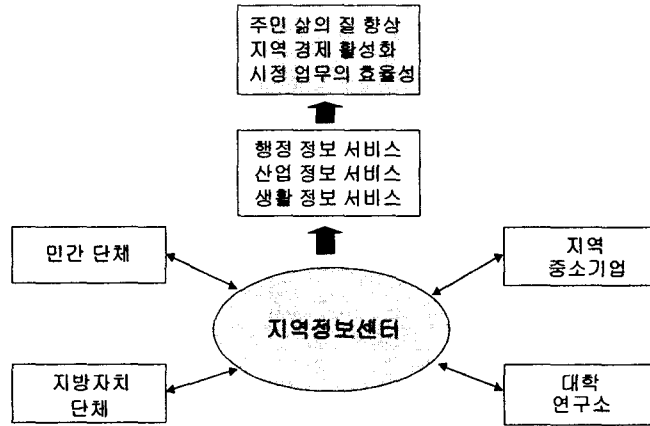 주민 삶의 질 향상
지역 경제 활성화
시정 업무의 효율성
행정 정보 서비스
산업 정보 서비스
생활 정보 서비스
민간 단체
지역
중소기업
지역정보센터
지방자치
단체
대학
연구소